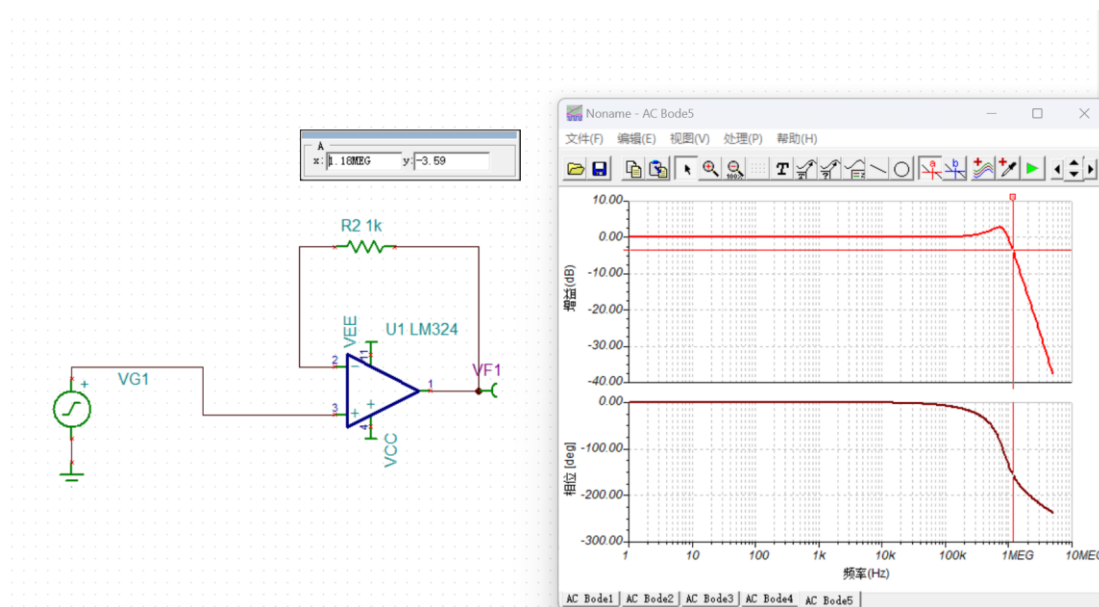 A
x: 1.18MEG y: -3.59
R2 1k
VEE
U1 LM324
11
2
3
1
4
VCC
VF1
VG1
+
Noname - AC Bode5
文件(F) 编辑(E) 视图(V) 处理(P) 帮助(H)
T
100%
a
b
10.00
0.00
-10.00
-20.00
-30.00
-40.00
增益(dB)
0.00
-100.00
-200.00
-300.00
相位 [deg]
1 10 100 1k 10K 100k 1MEG 10MEG
频率(Hz)
AC Bode1 AC Bode2 AC Bode3 AC Bode4 AC Bode5